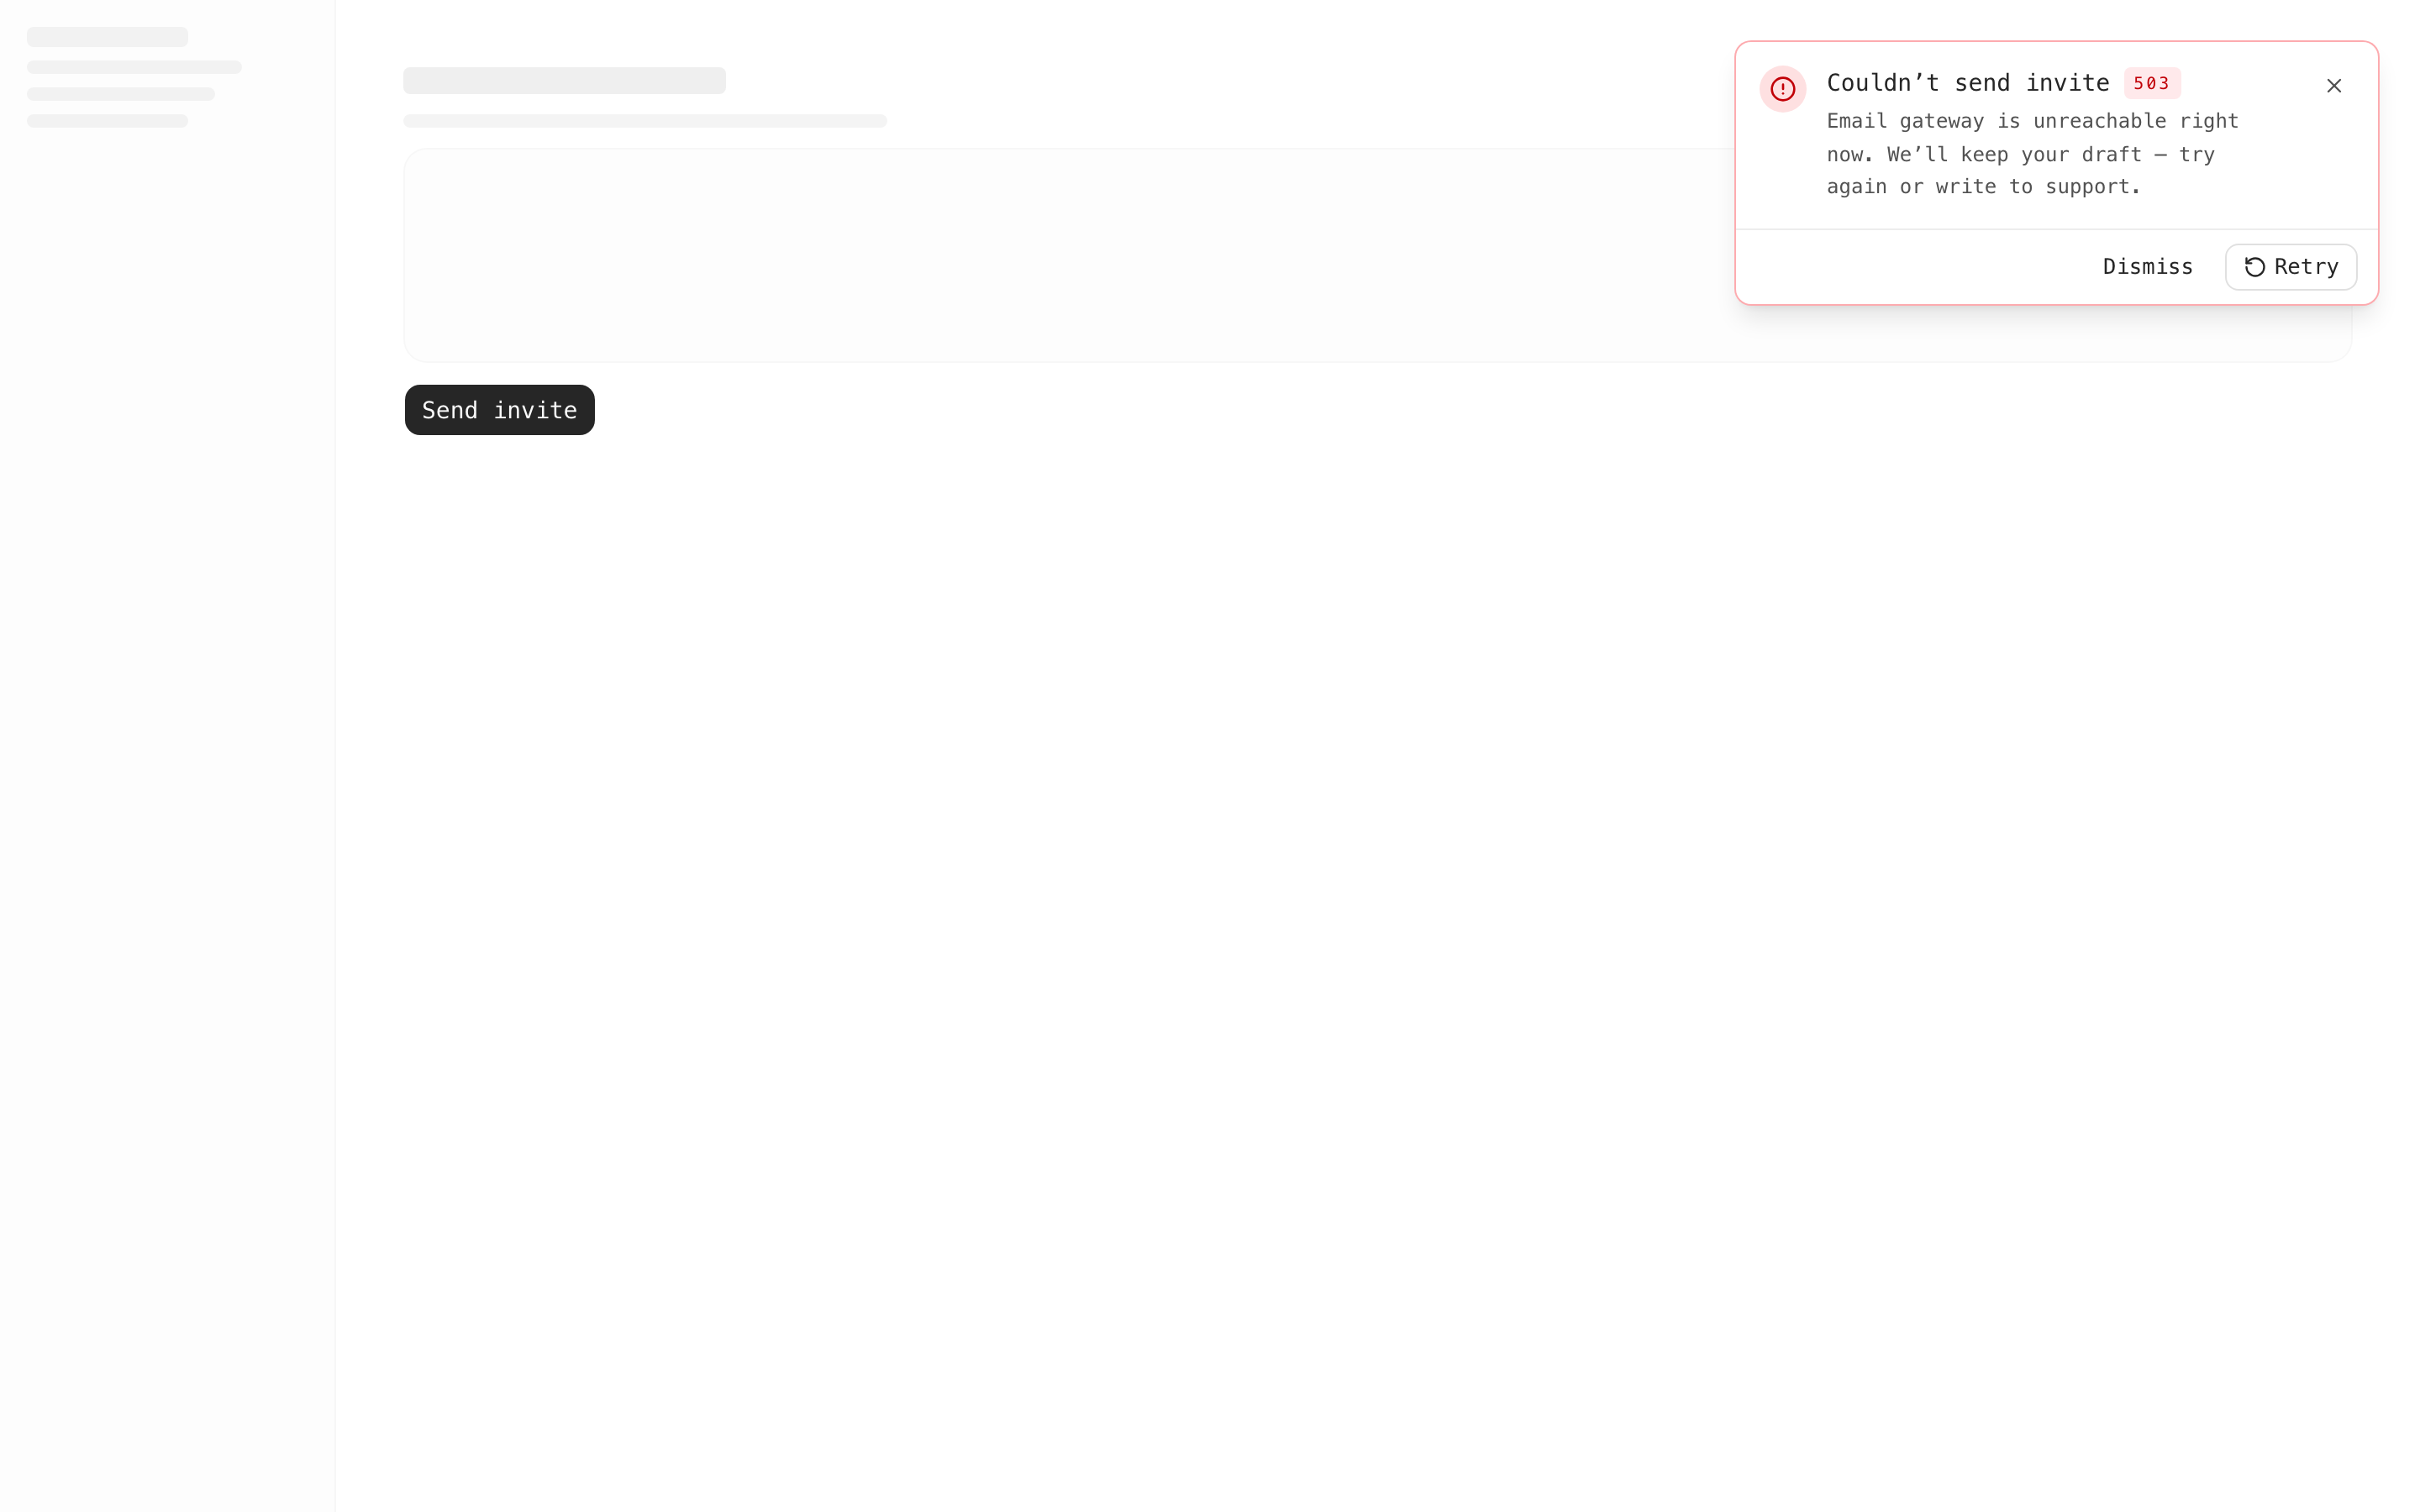 Couldn’t send invite 503
Email gateway is unreachable right
now. We’ll keep your draft — try
again or write to support.
Dismiss Retry
Send invite